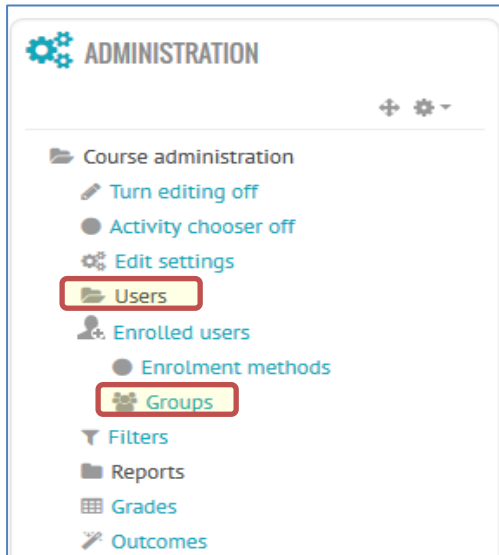 ADMINISTRATION
Course administration
Turn editing off
Activity chooser off
Edit settings
Users
Enrolled users
Enrolment methods
Groups
Filters
Reports
Grades
Outcomes